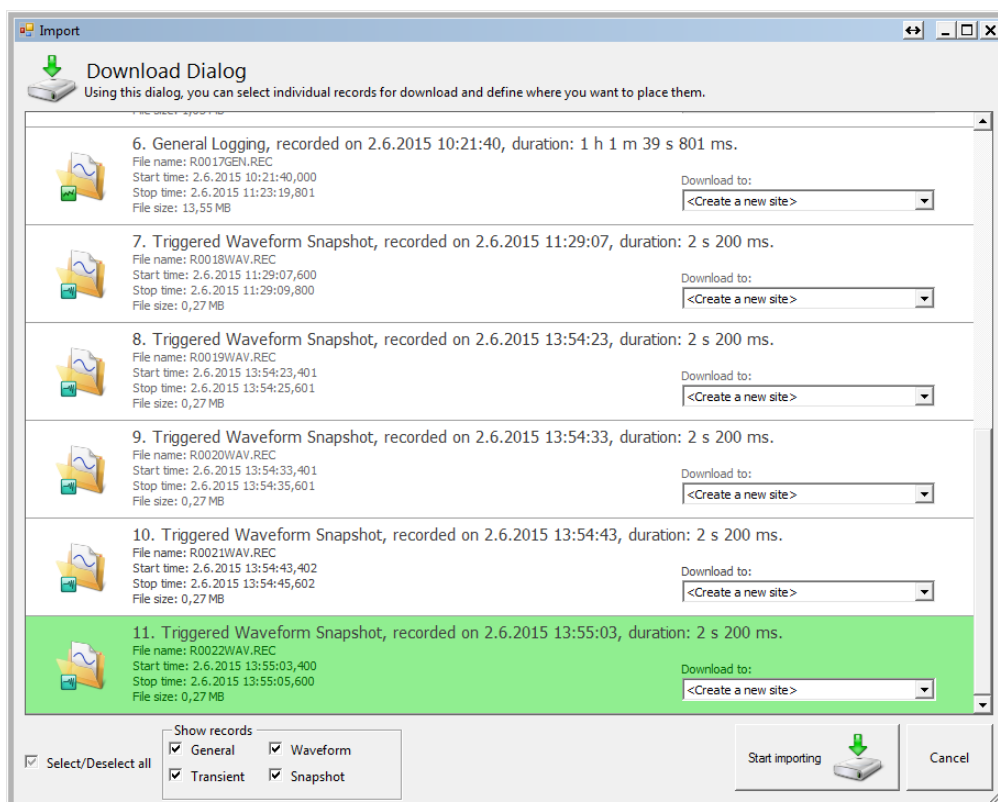 Import
Download Dialog
Using this dialog, you can select individual records for download and define where you want to place them.
6. General Logging, recorded on 2.6.2015 10:21:40, duration: 1 h 1 m 39 s 801 ms.
File name: R0017GEN.REC
Start time: 2.6.2015 10:21:40,000
Stop time: 2.6.2015 11:23:19,801
File size: 13,55 MB
Download to:
<Create a new site>
7. Triggered Waveform Snapshot, recorded on 2.6.2015 11:29:07, duration: 2 s 200 ms.
File name: R0018WAV.REC
Start time: 2.6.2015 11:29:07,600
Stop time: 2.6.2015 11:29:09,800
File size: 0,27 MB
Download to:
<Create a new site>
8. Triggered Waveform Snapshot, recorded on 2.6.2015 13:54:23, duration: 2 s 200 ms.
File name: R0019WAV.REC
Start time: 2.6.2015 13:54:23,401
Stop time: 2.6.2015 13:54:25,601
File size: 0,27 MB
Download to:
<Create a new site>
9. Triggered Waveform Snapshot, recorded on 2.6.2015 13:54:33, duration: 2 s 200 ms.
File name: R0020WAV.REC
Start time: 2.6.2015 13:54:33,401
Stop time: 2.6.2015 13:54:35,601
File size: 0,27 MB
Download to:
<Create a new site>
10. Triggered Waveform Snapshot, recorded on 2.6.2015 13:54:43, duration: 2 s 200 ms.
File name: R0021WAV.REC
Start time: 2.6.2015 13:54:43,402
Stop time: 2.6.2015 13:54:45,602
File size: 0,27 MB
Download to:
<Create a new site>
11. Triggered Waveform Snapshot, recorded on 2.6.2015 13:55:03, duration: 2 s 200 ms.
File name: R0022WAV.REC
Start time: 2.6.2015 13:55:03,400
Stop time: 2.6.2015 13:55:05,600
File size: 0,27 MB
Download to:
<Create a new site>
Select/Deselect all
Show records
General
Waveform
Transient
Snapshot
Start importing
Cancel